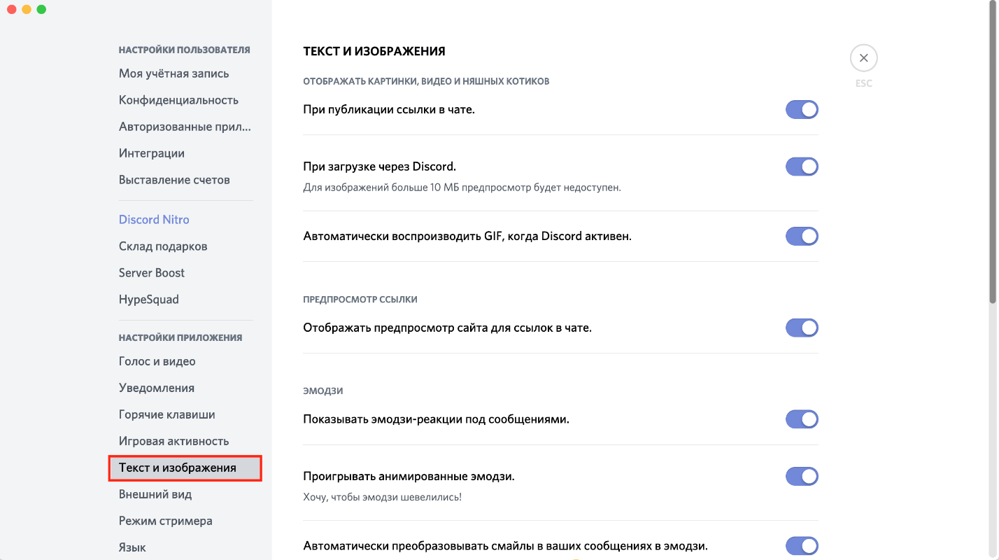 НАСТРОЙКИ ПОЛЬЗОВАТЕЛЯ
Моя учётная запись
Конфиденциальность
Авторизованные прил...
Интеграции
Выставление счетов
Discord Nitro
Склад подарков
Server Boost
HypeSquad
НАСТРОЙКИ ПРИЛОЖЕНИЯ
Голос и видео
Уведомления
Горячие клавиши
Игровая активность
Текст и изображения
Внешний вид
Режим стримера
Язык
ТЕКСТ И ИЗОБРАЖЕНИЯ
ОТОБРАЖАТЬ КАРТИНКИ, ВИДЕО И НЯШНЫХ КОТИКОВ
При публикации ссылки в чате.
При загрузке через Discord.
Для изображений больше 10 МБ предпросмотр будет недоступен.
Автоматически воспроизводить GIF, когда Discord активен.
ПРЕДПРОСМОТР ССЫЛКИ
Отображать предпросмотр сайта для ссылок в чате.
ЭМОДЗИ
Показывать эмодзи-реакции под сообщениями.
Проигрывать анимированные эмодзи.
Хочу, чтобы эмодзи шевелились!
Автоматически преобразовывать смайлы в ваших сообщениях в эмодзи.
ESC